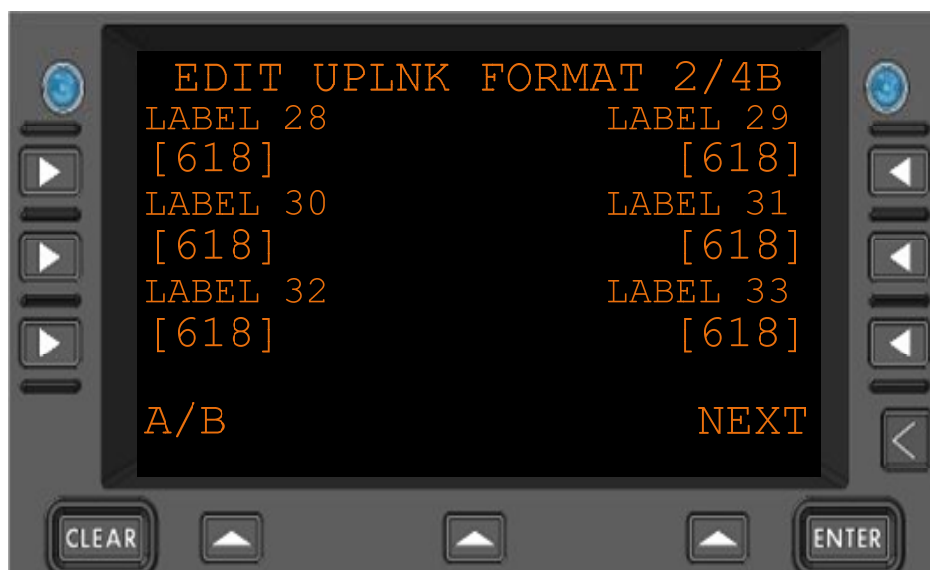 EDIT UPLNK FORMAT 2/4B
LABEL 28 LABEL 29
[618] [618]
LABEL 30 LABEL 31
[618] [618]
LABEL 32 LABEL 33
[618] [618]
A/B NEXT
CLEAR ENTER